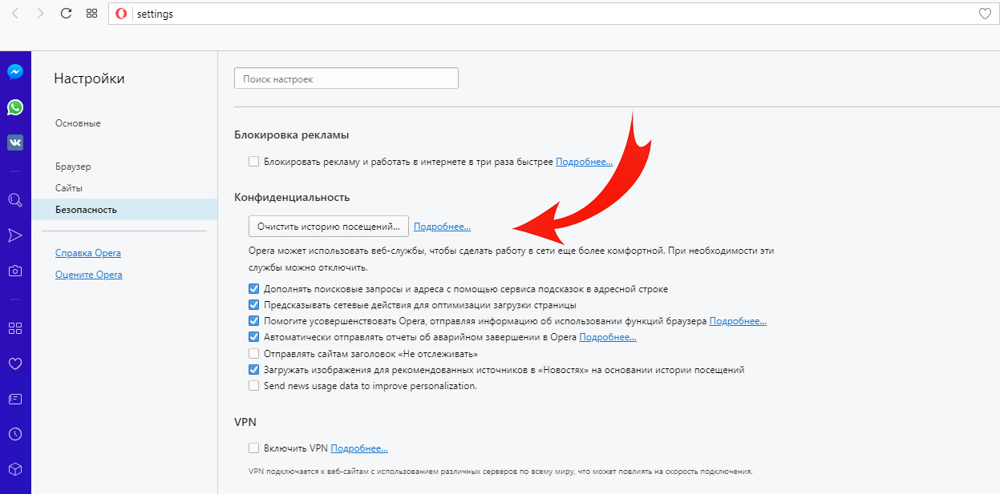 settings
Настройки
Основные
Браузер
Сайты
Безопасность
Справка Opera
Оцените Opera
Поиск настроек
Блокировка рекламы
Блокировать рекламу и работать в интернете в три раза быстрее Подробнее...
Конфиденциальность
Очистить историю посещений... Подробнее...
Opera может использовать веб-службы, чтобы сделать работу в сети еще более комфортной. При необходимости эти
службы можно отключить.
Дополнять поисковые запросы и адреса с помощью сервиса подсказок в адресной строке
Предсказывать сетевые действия для оптимизации загрузки страницы
Помогите усовершенствовать Opera, отправляя информацию об использовании функций браузера Подробнее...
Автоматически отправлять отчеты об аварийном завершении в Opera Подробнее...
Отправлять сайтам заголовок «Не отслеживать»
Загружать изображения для рекомендованных источников в «Новостях» на основании истории посещений
Send news usage data to improve personalization.
VPN
Включить VPN Подробнее...
VPN подключается к веб-сайтам с использованием различных серверов по всему миру, что может повлиять на скорость подключения.